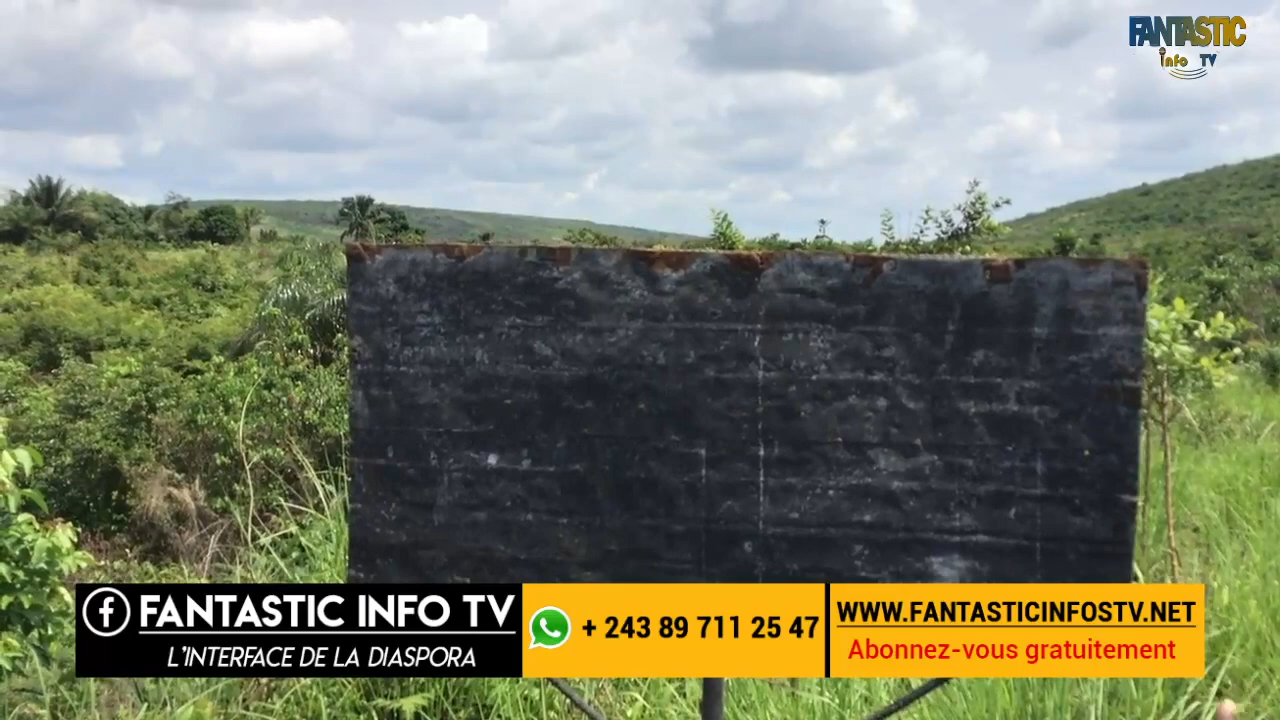 FANTASTIC
Info TV
FANTASTIC INFO TV
L'INTERFACE DE LA DIASPORA
+ 243 89 711 25 47
WWW.FANTASTICINFOSTV.NET
Abonnez-vous gratuitement